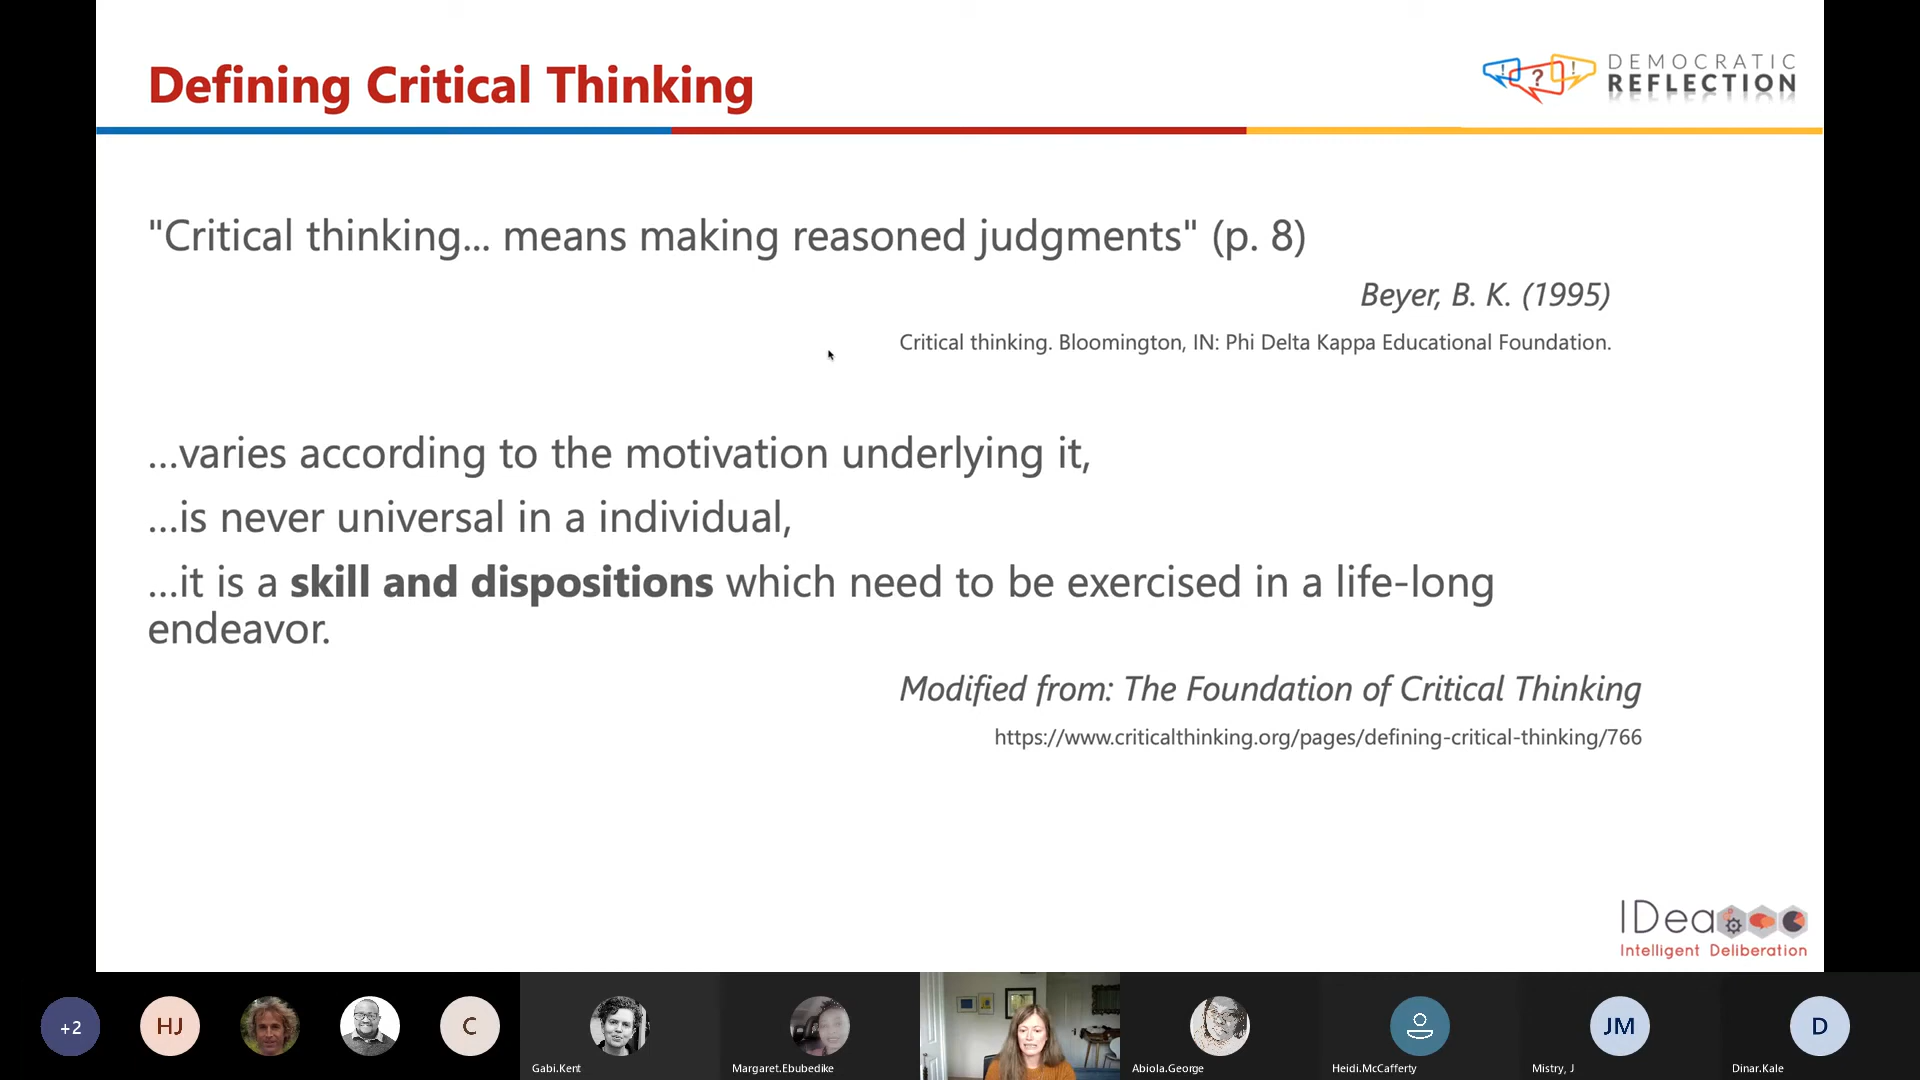 Defining Critical Thinking
DEMOCRATIC
REFLECTION
! ? !
"Critical thinking... means making reasoned judgments" (p. 8)
Beyer, B. K. (1995)
Critical thinking. Bloomington, IN: Phi Delta Kappa Educational Foundation.
...varies according to the motivation underlying it,
...is never universal in a individual,
...it is a skill and dispositions which need to be exercised in a life-long
endeavor.
Modified from: The Foundation of Critical Thinking
https://www.criticalthinking.org/pages/defining-critical-thinking/766
IDea
Intelligent Deliberation
+2
HJ
C
JM
D
Gabi.Kent
Margaret.Ebubedike
Abiola.George
Heidi.McCafferty
Mistry, J
Dinar.Kale